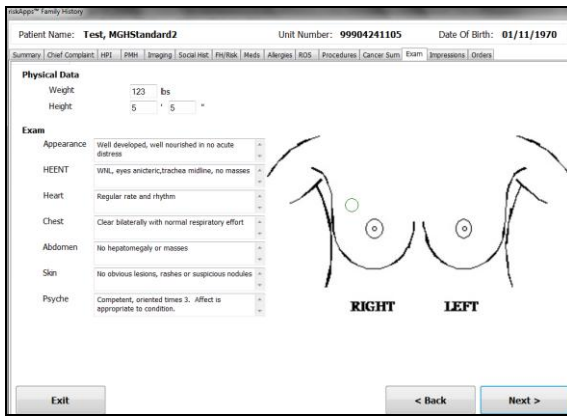 riskApps™ Family History
Patient Name: Test, MGHStandard2 Unit Number: 99904241105 Date Of Birth: 01/11/1970
Summary Chief Complaint HPI PMH Imaging Social Hist FH/Risk Meds Allergies ROS Procedures Cancer Sum Exam Impressions Orders
Physical Data
Weight 123 lbs
Height 5 ' 5 "
Exam
Appearance Well developed, well nourished in no acute
distress
HEENT WNL, eyes anicteric,trachea midline, no masses
Heart Regular rate and rhythm
Chest Clear bilaterally with normal respiratory effort
Abdomen No hepatomegaly or masses
Skin No obvious lesions, rashes or suspicious nodules
Psyche Competent, oriented times 3. Affect is
appropriate to condition.
RIGHT LEFT
Exit < Back Next >